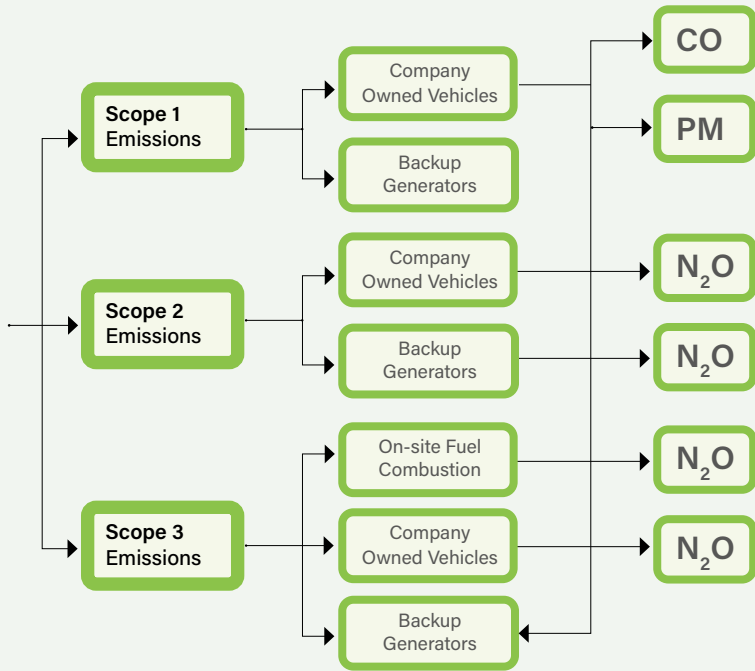 Scope 1
Emissions
Company
Owned Vehicles
Backup
Generators
CO
PM
Scope 2
Emissions
Company
Owned Vehicles
N₂O
Backup
Generators
N₂O
Scope 3
Emissions
On-site Fuel
Combustion
N₂O
Company
Owned Vehicles
N₂O
Backup
Generators